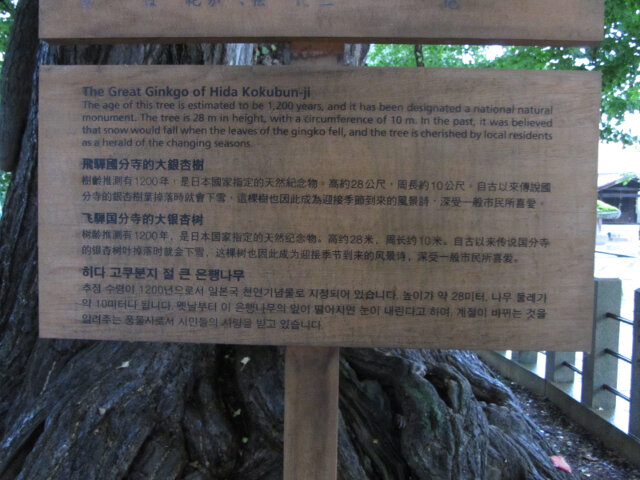 The Great Ginkgo of Hida Kokubun-ji
The age of this tree is estimated to be 1,200 years, and it has been designated a national natural
monument. The tree is 28 m in height, with a circumference of 10 m. In the past, it was believed
that snow would fall when the leaves of the gingko fell, and the tree is cherished by local residents
as a herald of the changing seasons.
飛騨国分寺的大銀杏樹
樹齡推測有1200年，是日本國家指定的天然紀念物。高約28公尺，周長約10公尺。自古以來傳說國
分寺的銀杏樹葉掉落時就會下雪，這棵樹也因此成為迎接季節到來的風景詩，深受一般市民所喜愛。
飞騨国分寺的大银杏树
树龄推测有1200年，是日本国家指定的天然纪念物。高约28米，周长约10米。自古以来传说国分寺
的银杏树叶掉落时就会下雪，这棵树也因此成为迎接季节到来的风景诗，深受一般市民所喜爱。
히다 고쿠분지 절 큰 은행나무
추정 수령이 1200년으로서 일본국 천연기념물로 지정되어 있습니다. 높이가 약 28미터, 나무 둘레가
약 10미터나 됩니다. 옛날부터 이 은행나무의 잎이 떨어지면 눈이 내린다고 하며, 계절이 바뀌는 것을
알려주는 풍물시로서 시민들의 사랑을 받고 있습니다.